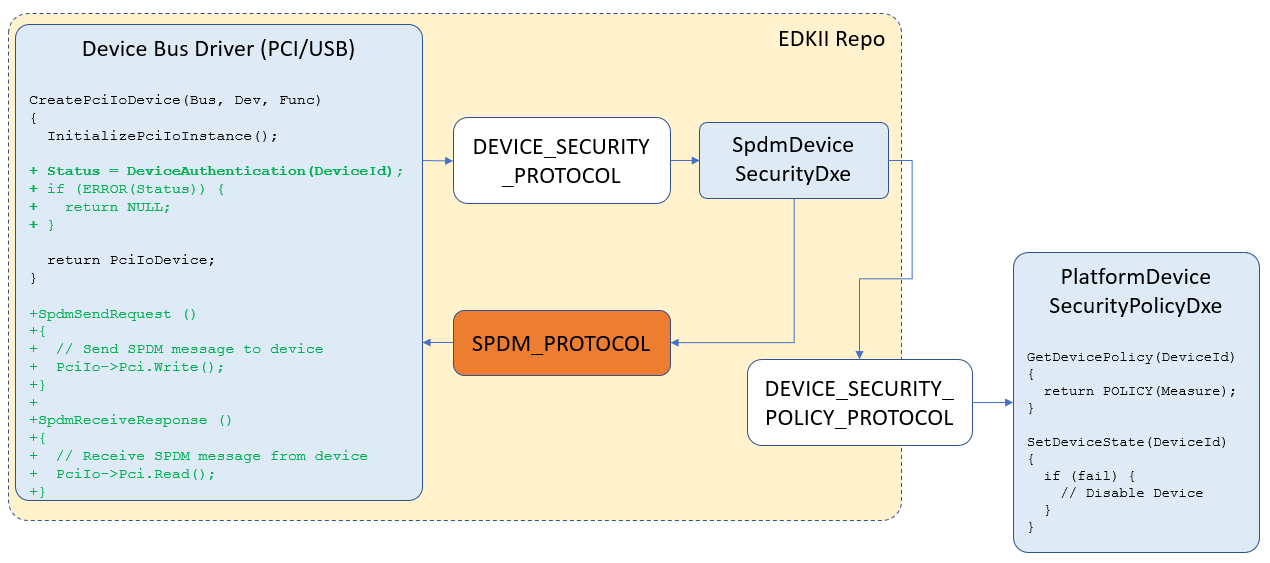 EDKII Repo
Device Bus Driver (PCI/USB)
CreatePciIoDevice(Bus, Dev, Func)
{
  InitializePciIoInstance();
+ Status = DeviceAuthentication(DeviceId);
+ if (ERROR(Status)) {
+   return NULL;
+ }
  return PciIoDevice;
}
+SpdmSendRequest ()
+{
+  // Send SPDM message to device
+  PciIo->Pci.Write();
+}
+
+SpdmReceiveResponse ()
+{
+  // Receive SPDM message from device
+  PciIo->Pci.Read();
+}
DEVICE_SECURITY
_PROTOCOL
SpdmDevice
SecurityDxe
SPDM_PROTOCOL
DEVICE_SECURITY_
POLICY_PROTOCOL
PlatformDevice
SecurityPolicyDxe
GetDevicePolicy(DeviceId)
{
  return POLICY(Measure);
}
SetDeviceState(DeviceId)
{
  if (fail) {
    // Disable Device
  }
}